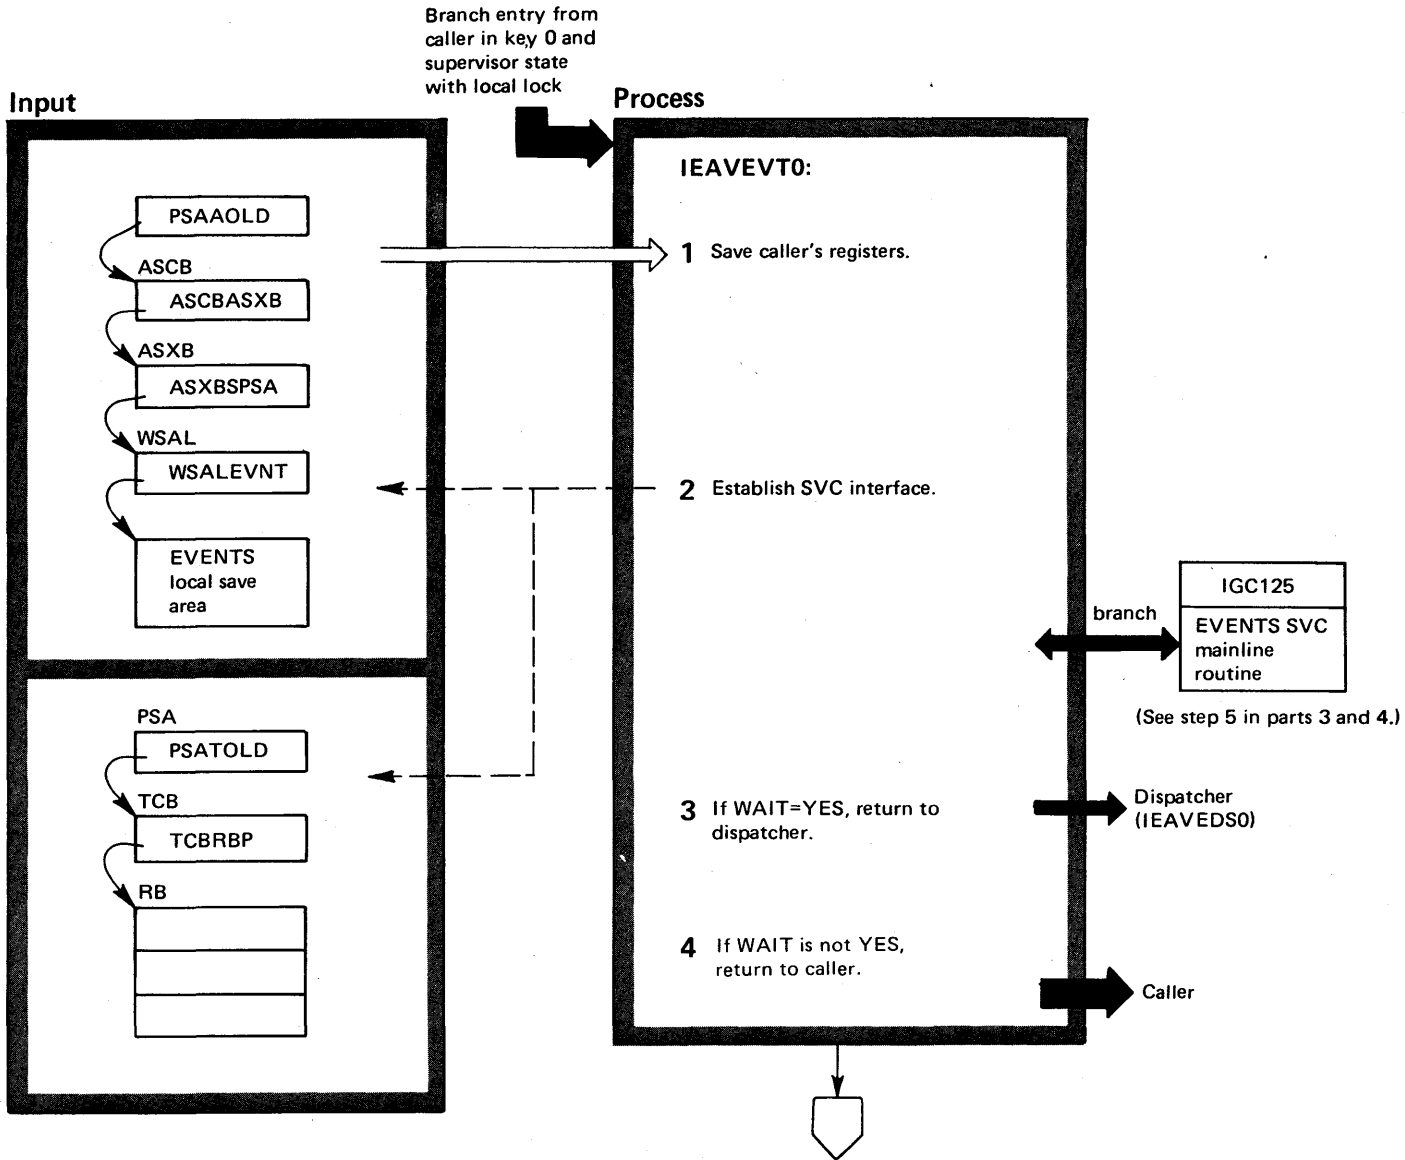 Branch entry from
caller in key 0 and
supervisor state
with local lock
Input
Process
IEAVEVT0:
PSAAOLD
1 Save caller's registers.
ASCB
ASCBASXB
ASXB
ASXBSPSA
WSAL
WSALEVNT
2 Establish SVC interface.
EVENTS
local save
area
branch
IGC125
EVENTS SVC
mainline
routine
(See step 5 in parts 3 and 4.)
PSA
PSATOLD
TCB
TCBRBP
3 If WAIT=YES, return to
dispatcher.
Dispatcher
(IEAVEDS0)
RB
4 If WAIT is not YES,
return to caller.
Caller